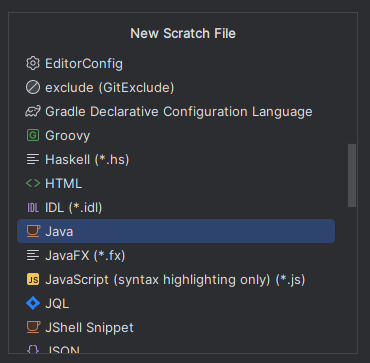 New Scratch File
EditorConfig
exclude (GitExclude)
Gradle Declarative Configuration Language
G Groovy
Haskell (*.hs)
<> HTML
IDL IDL (*.idl)
Java
JavaFX (*.fx)
JS JavaScript (syntax highlighting only) (*.js)
JQL
JShell Snippet
{} JSON